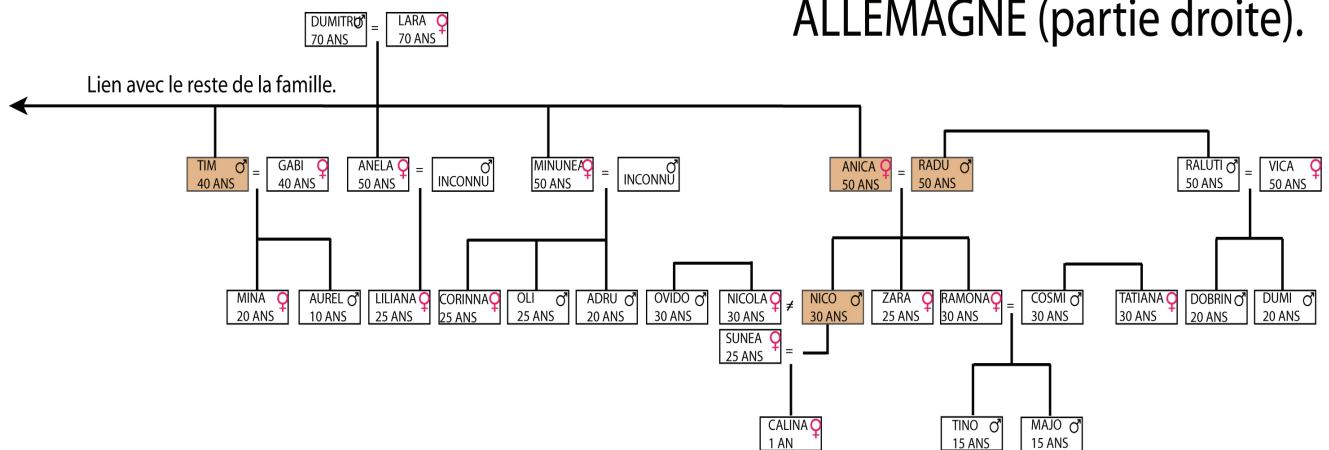 ALLEMAGNE (partie droite).
DUMITRU
70 ANS
=
LARA
70 ANS
Lien avec le reste de la famille.
TIM
40 ANS
=
GABI
40 ANS
ANELA
50 ANS
=
INCONNU
MINUNEA
50 ANS
=
INCONNU
ANICA
50 ANS
=
RADU
50 ANS
RALUTI
50 ANS
=
VICA
50 ANS
MINA
20 ANS
AUREL
10 ANS
LILIANA
25 ANS
CORINNA
25 ANS
OLI
25 ANS
ADRU
20 ANS
OVIDO
30 ANS
NICOLA
30 ANS
≠
NICO
30 ANS
ZARA
25 ANS
RAMONA
30 ANS
=
COSMI
30 ANS
TATIANA
30 ANS
DOBRIN
20 ANS
DUMI
20 ANS
SUNEA
25 ANS
=
CALINA
1 AN
TINO
15 ANS
MAJO
15 ANS